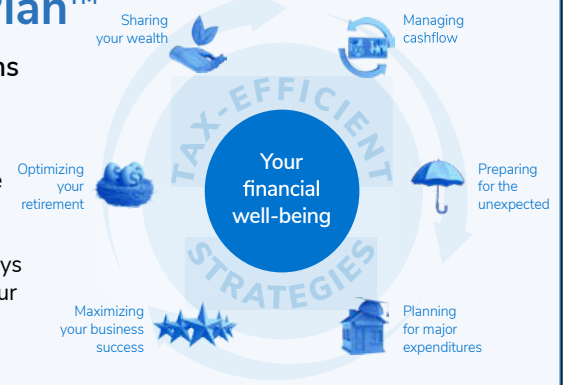 lan™
Sharing
your wealth
Managing
cashflow
ns
TAX-EFFICIENT
Optimizing
your
retirement
e
Your
financial
well-being
Preparing
for the
unexpected
STRATEGIES
ys
ur
Maximizing
your business
success
Planning
for major
expenditures